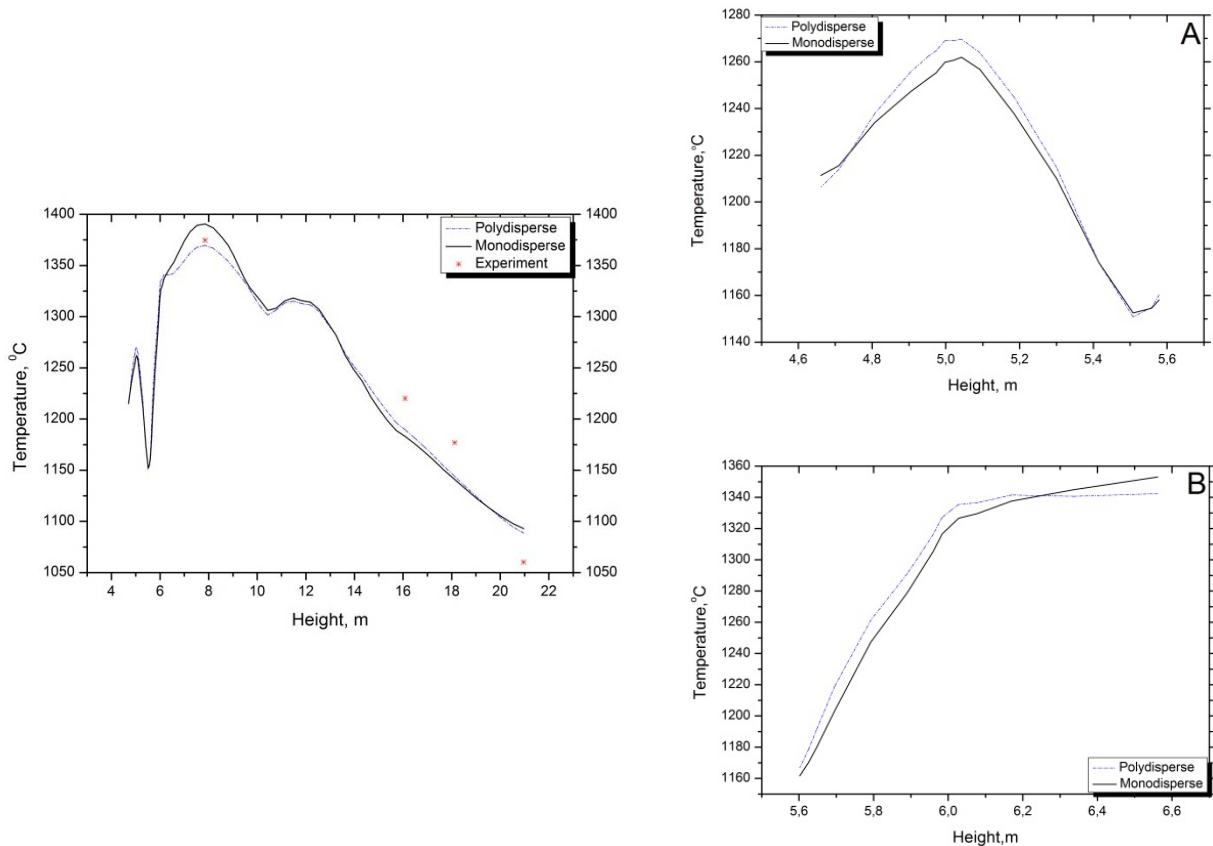 1400
1350
1300
1250
1200
1150
1100
1050
Temperature, ⁰C
4 6 8 10 12 14 16 18 20 22
Height, m
1400
1350
1300
1250
1200
1150
1100
1050
Polydisperse
Monodisperse
Experiment
A
Polydisperse
Monodisperse
1280
1260
1240
1220
1200
1180
1160
1140
Temperature,°C
4,6 4,8 5,0 5,2 5,4 5,6
Height, m
B
1360
1340
1320
1300
1280
1260
1240
1220
1200
1180
1160
Temperature,°C
Polydisperse
Monodisperse
5,6 5,8 6,0 6,2 6,4 6,6
Height,m